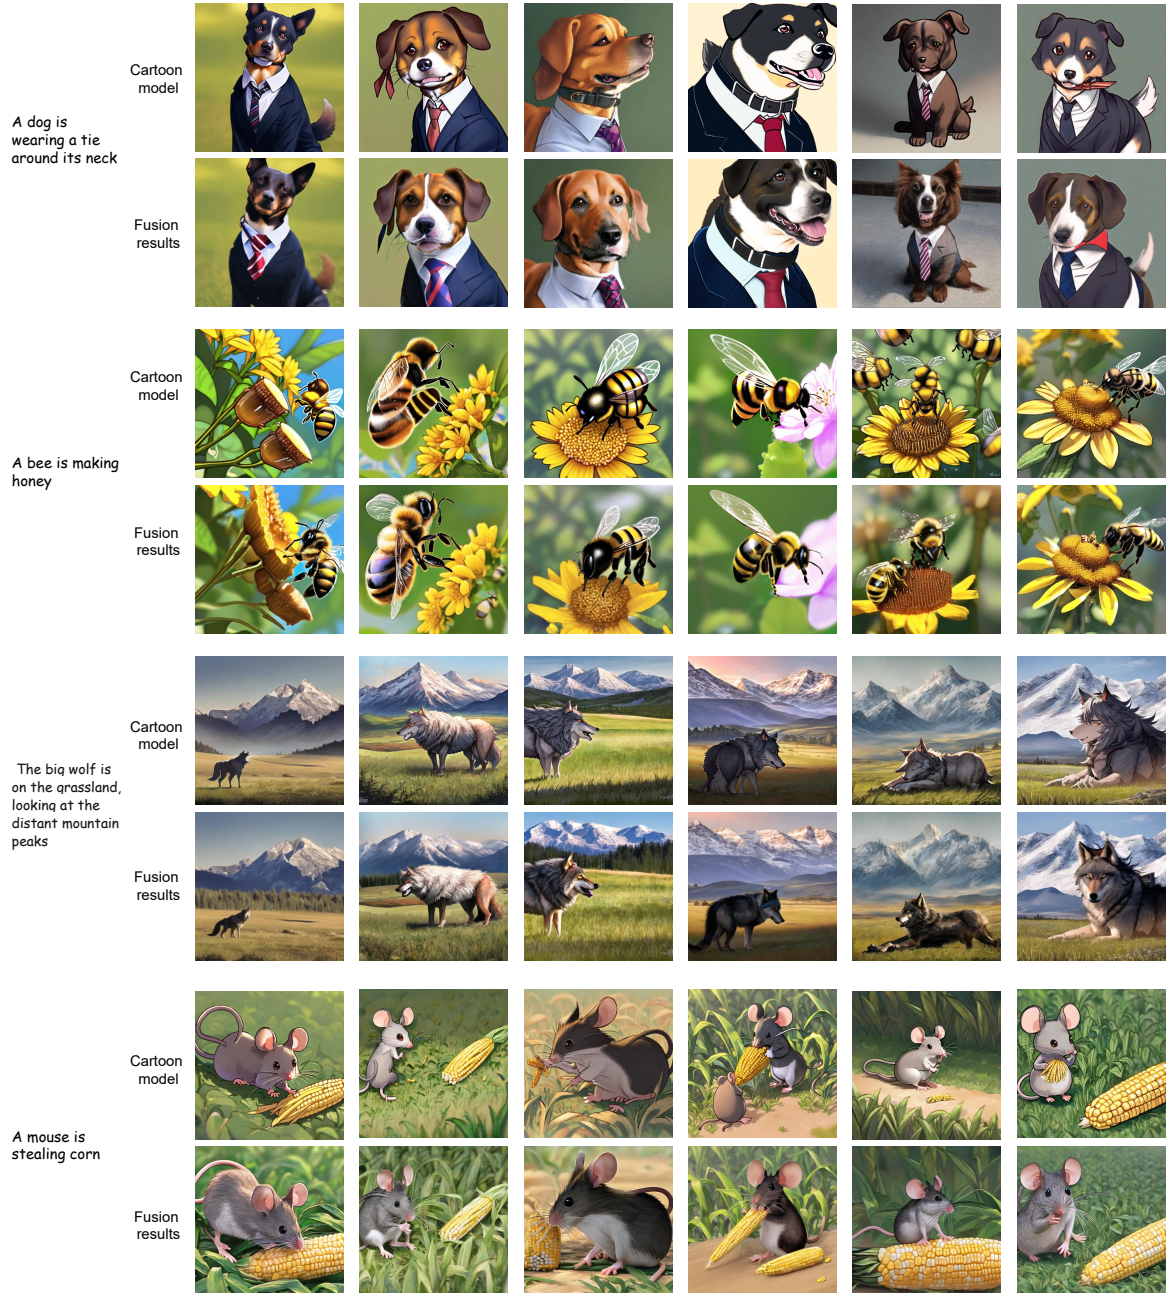 Cartoon
model
A dog is
wearing a tie
around its neck
Fusion
results
Cartoon
model
A bee is making
honey
Fusion
results
Cartoon
model
The big wolf is
on the grassland,
looking at the
distant mountain
peaks
Fusion
results
Cartoon
model
A mouse is
stealing corn
Fusion
results